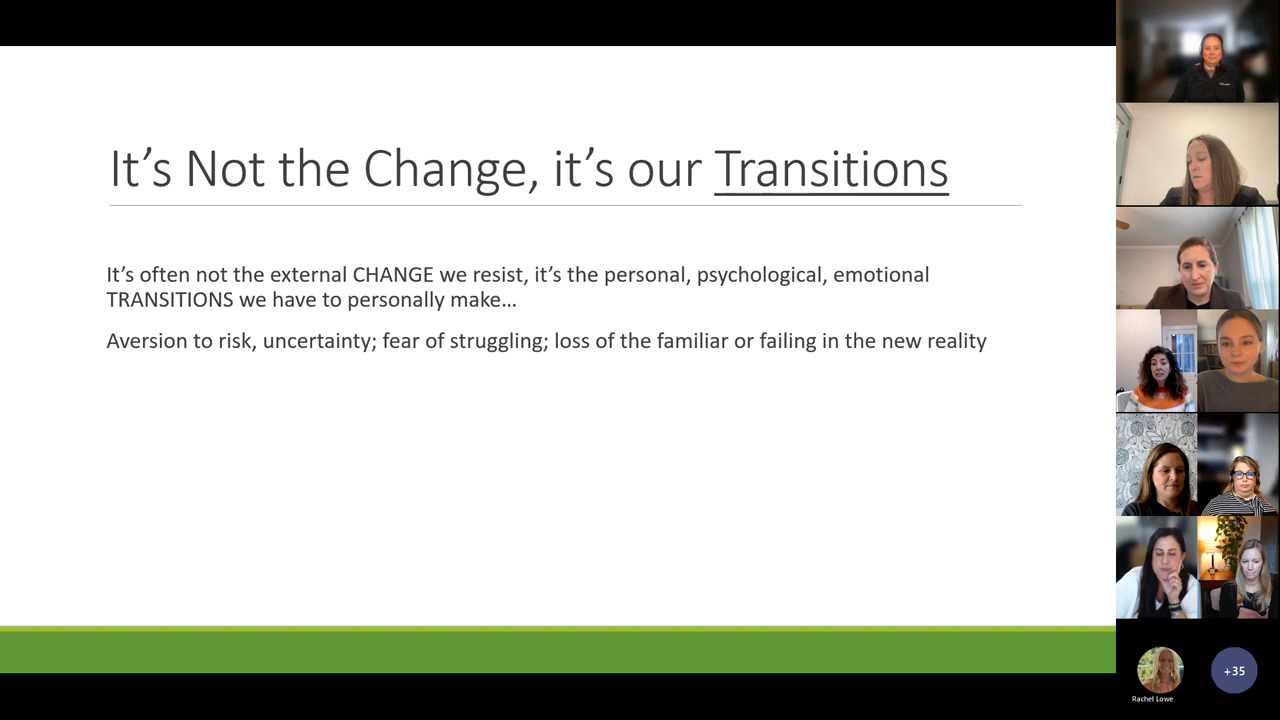 It’s Not the Change, it’s our Transitions
It’s often not the external CHANGE we resist, it’s the personal, psychological, emotional
TRANSITIONS we have to personally make…
Aversion to risk, uncertainty; fear of struggling; loss of the familiar or failing in the new reality
Rachel Lowe
+35